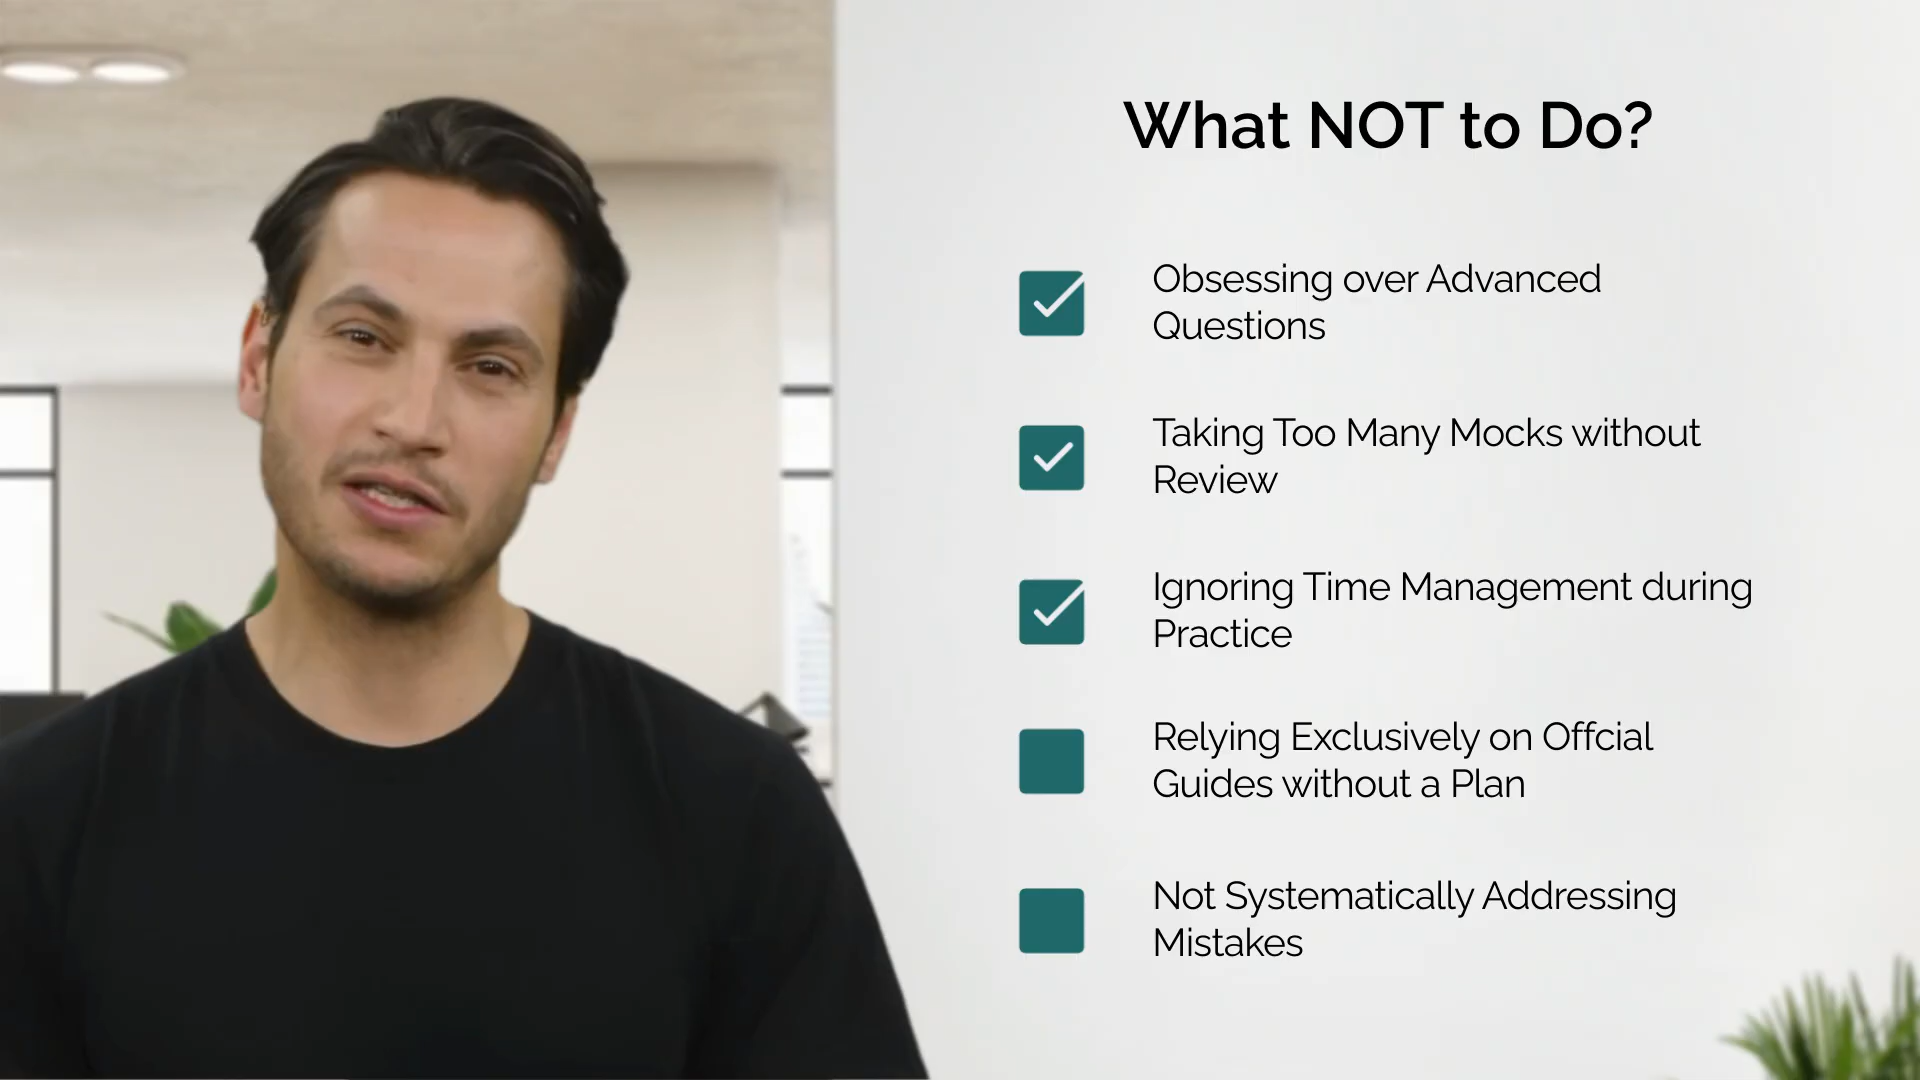 What NOT to Do?
Obsessing over Advanced
Questions
Taking Too Many Mocks without
Review
Ignoring Time Management during
Practice
Relying Exclusively on Offcial
Guides without a Plan
Not Systematically Addressing
Mistakes